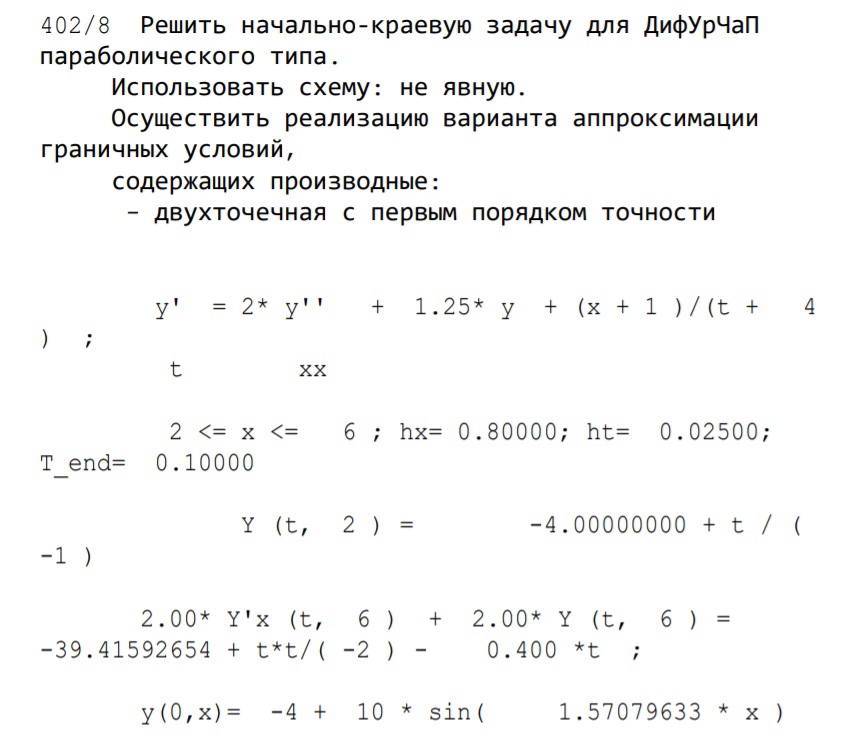 402/8  Решить начально-краевую задачу для ДифУрЧаП
параболического типа.
Использовать схему: не явную.
Осуществить реализацию варианта аппроксимации
граничных условий,
содержащих производные:
- двухточечная с первым порядком точности
y'  = 2* y''   +  1.25* y  + (x + 1 )/(t +   4
)  ;
t        xx
2 <= x <=   6 ; hx= 0.80000; ht=  0.02500;
T_end=  0.10000
Y (t,  2 ) =        -4.00000000 + t / (
-1 )
2.00* Y'x (t,  6 )  +  2.00* Y (t,  6 ) =
-39.41592654 + t*t/( -2 ) -    0.400 *t  ;
y(0,x)=  -4 +  10 * sin(     1.57079633 * x )